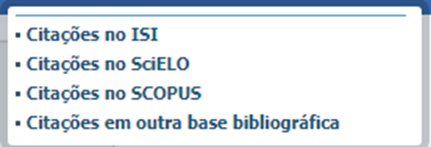 ▪ Citações no ISI
▪ Citações no SciELO
▪ Citações no SCOPUS
▪ Citações em outra base bibliográfica